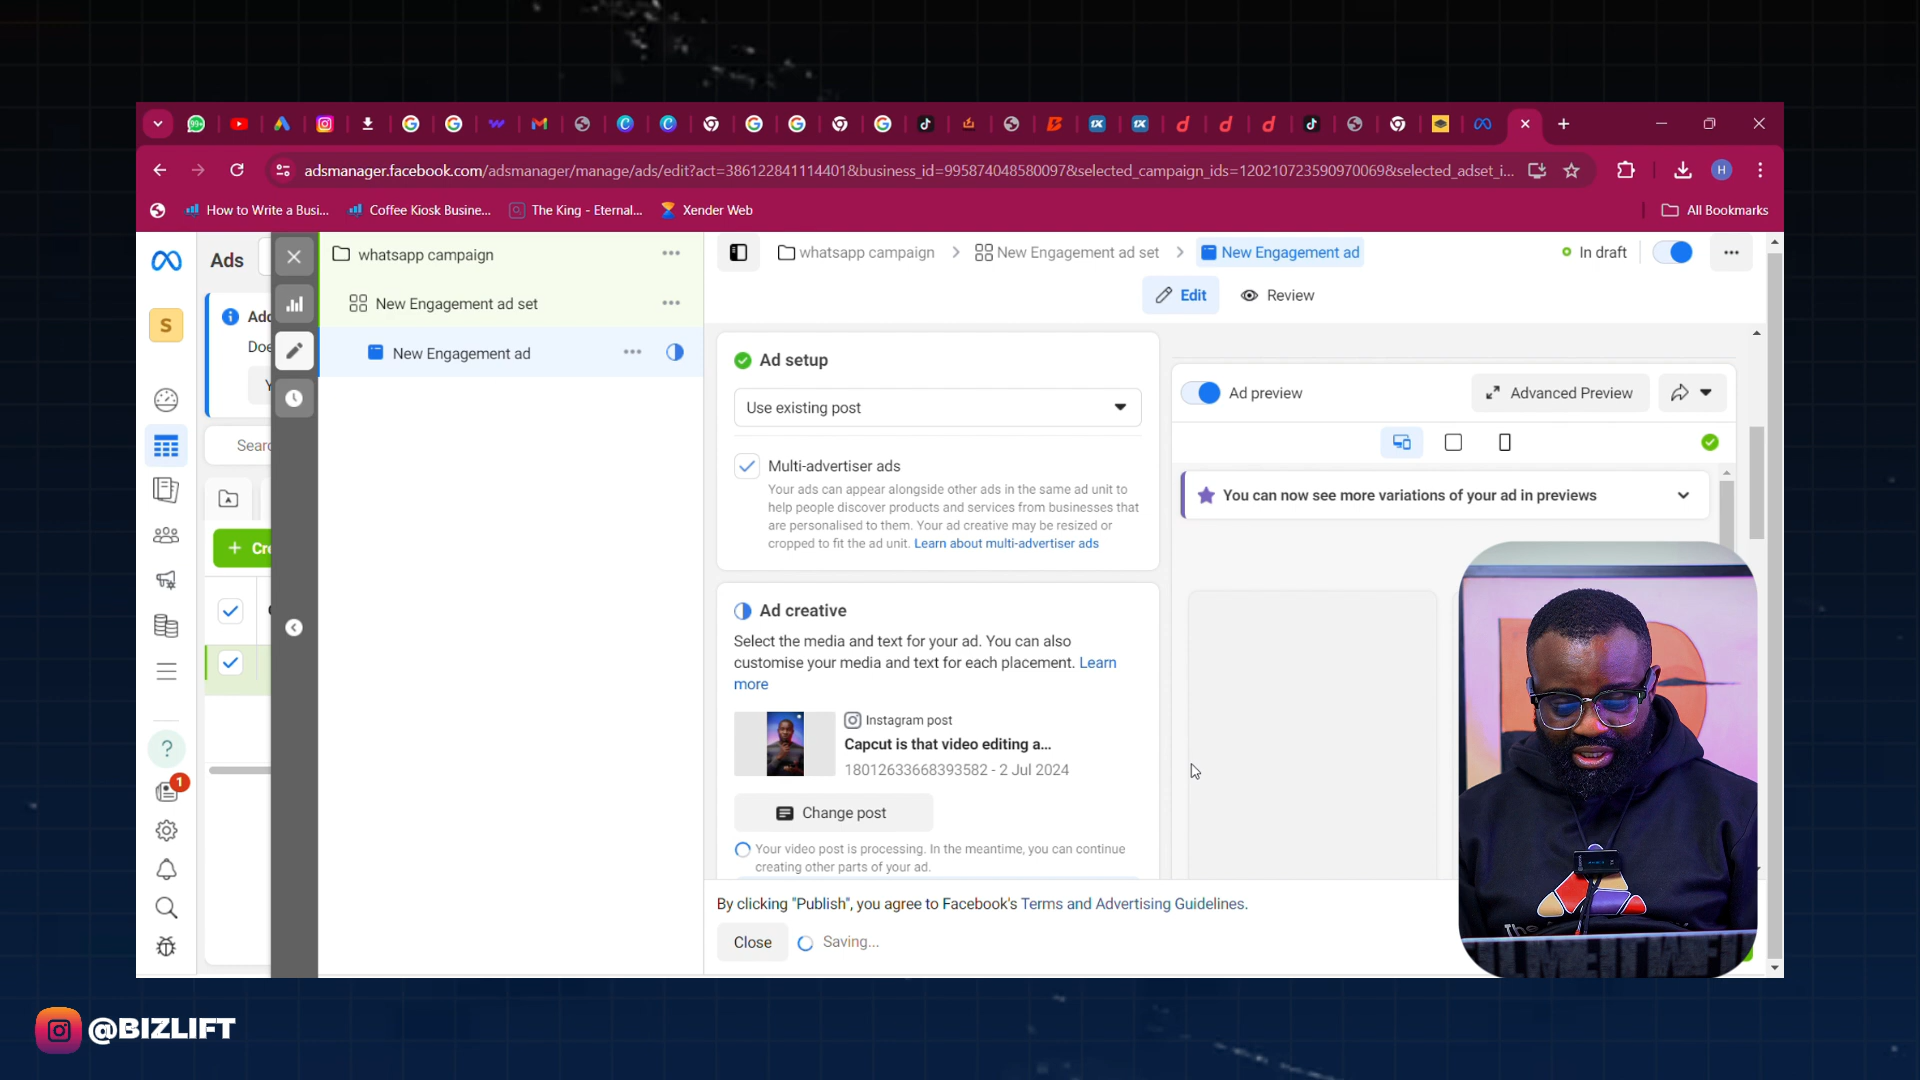 99+
adsmanager.facebook.com/adsmanager/manage/ads/edit?act=386122841114401&business_id=995874048580097&selected_campaign_ids=120210723590970069&selected_adset_i...
H
How to Write a Busi...
Coffee Kiosk Busine...
The King - Eternal...
Xender Web
All Bookmarks
Ads
whatsapp campaign
whatsapp campaign
New Engagement ad set
New Engagement ad
In draft
Edit
Review
S
Add
Doe
Y
New Engagement ad set
New Engagement ad
Ad setup
Use existing post
Multi-advertiser ads
Your ads can appear alongside other ads in the same ad unit to
help people discover products and services from businesses that
are personalised to them. Your ad creative may be resized or
cropped to fit the ad unit. Learn about multi-advertiser ads
Ad preview
Advanced Preview
You can now see more variations of your ad in previews
Searc
+ Cre
Ad creative
Select the media and text for your ad. You can also
customise your media and text for each placement. Learn
more
Instagram post
Capcut is that video editing a...
18012633668393582 - 2 Jul 2024
Change post
Your video post is processing. In the meantime, you can continue
creating other parts of your ad.
1
By clicking "Publish", you agree to Facebook's Terms and Advertising Guidelines.
Close
Saving...
@BIZLIFT